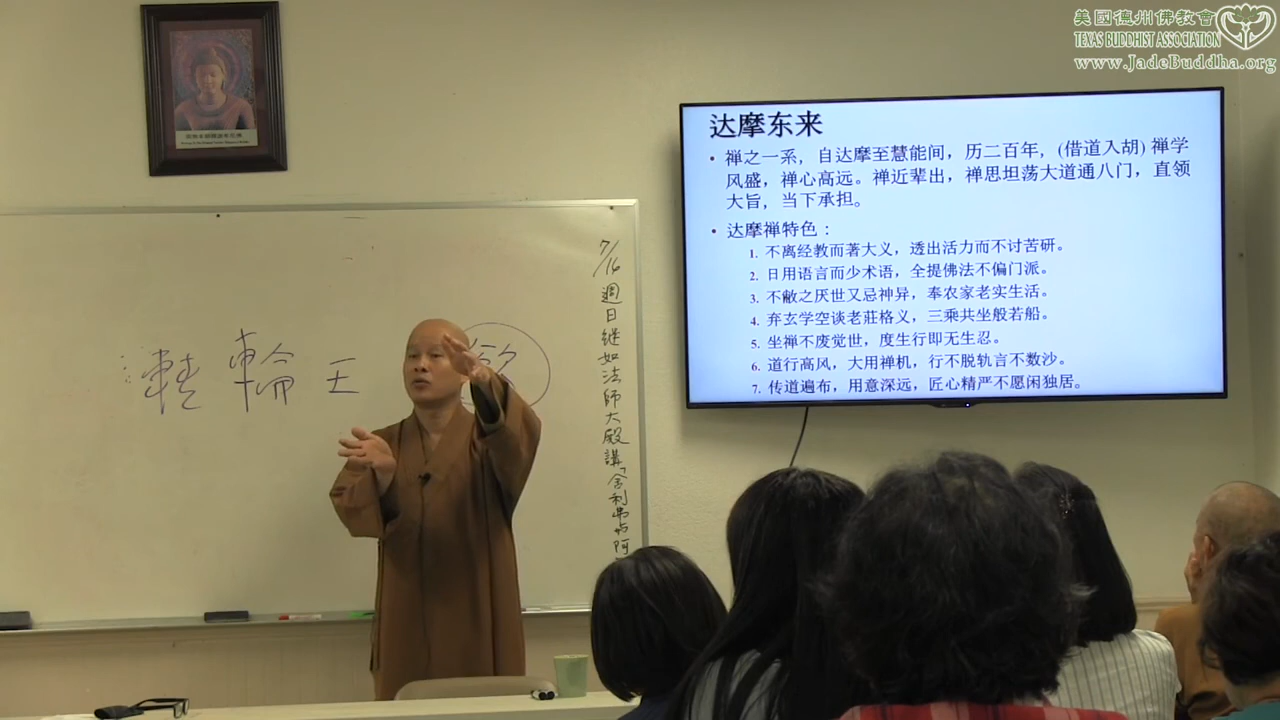 美國德州佛教會
TEXAS BUDDHIST ASSOCIATION
www.JadeBuddha.org
达摩东来
• 禅之一系，自达摩至慧能间，历二百年，(借道入胡) 禅学
风盛，禅心高远。禅近辈出，禅思坦荡大道通八门，直领
大旨，当下承担。
• 达摩禅特色：
1. 不离经教而著大义，透出活力而不讨苦研。
2. 日用语言而少术语，全提佛法不偏门派。
3. 不敝之厌世又忌神异，奉农家老实生活。
4. 弃玄学空谈老莊格义，三乘共坐般若船。
5. 坐禅不废觉世，度生行即无生忍。
6. 道行高风，大用禅机，行不脱轨言不数沙。
7. 传道遍布，用意深远，匠心精严不愿闲独居。
輪王
7/16 週日继如法師大殿講「舍利弗与阿